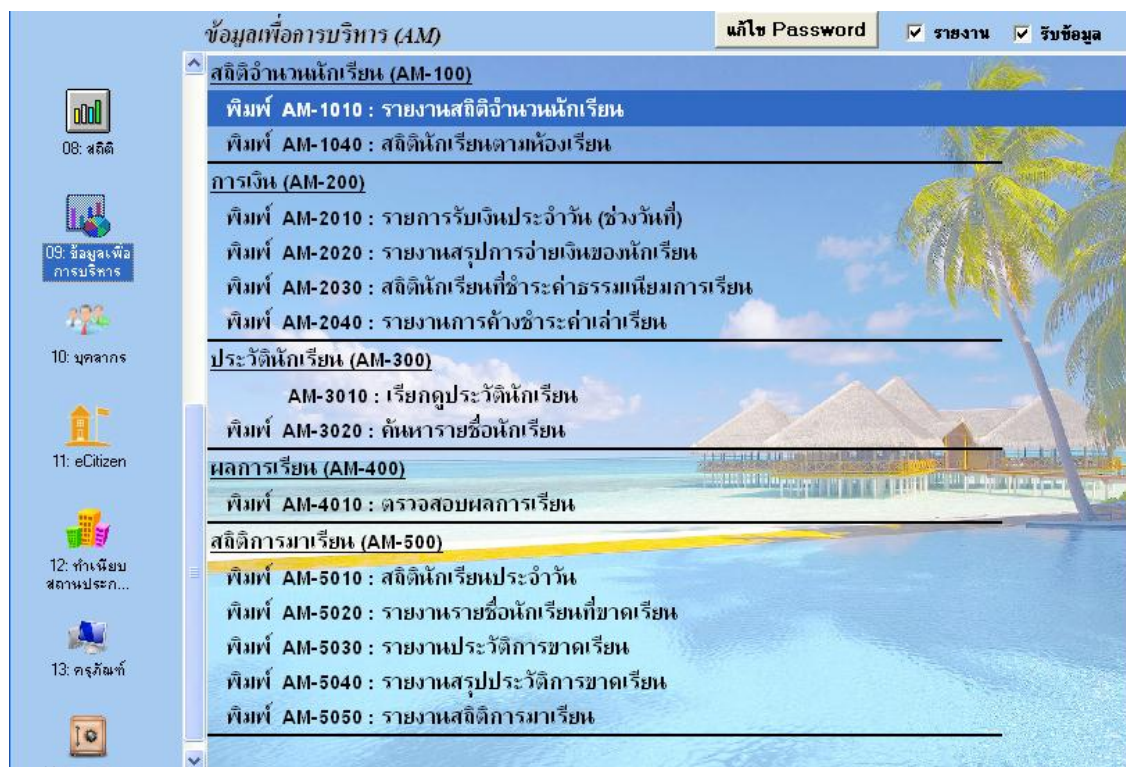 ข้อมูลเพื่อการบริหาร (AM)
แก้ไข Password
รายงาน
รับข้อมูล
08: สถิติ
09: ข้อมูลเพื่อ
การบริหาร
10: บุคลากร
11: eCitizen
12: ทำเนียบ
สถานประก...
13: ครุภัณฑ์
สถิติจำนวนนักเรียน (AM-100)
พิมพ์ AM-1010 : รายงานสถิติจำนวนนักเรียน
พิมพ์ AM-1040 : สถิตินักเรียนตามห้องเรียน
การเงิน (AM-200)
พิมพ์ AM-2010 : รายการรับเงินประจำวัน (ช่วงวันที่)
พิมพ์ AM-2020 : รายงานสรุปการจ่ายเงินของนักเรียน
พิมพ์ AM-2030 : สถิตินักเรียนที่ชำระค่าธรรมเนียมการเรียน
พิมพ์ AM-2040 : รายงานการค้างชำระค่าเล่าเรียน
ประวัตินักเรียน (AM-300)
AM-3010 : เรียกดูประวัตินักเรียน
พิมพ์ AM-3020 : ค้นหารายชื่อนักเรียน
ผลการเรียน (AM-400)
พิมพ์ AM-4010 : ตรวจสอบผลการเรียน
สถิติการมาเรียน (AM-500)
พิมพ์ AM-5010 : สถิตินักเรียนประจำวัน
พิมพ์ AM-5020 : รายงานรายชื่อนักเรียนที่ขาดเรียน
พิมพ์ AM-5030 : รายงานประวัติการขาดเรียน
พิมพ์ AM-5040 : รายงานสรุปประวัติการขาดเรียน
พิมพ์ AM-5050 : รายงานสถิติการมาเรียน